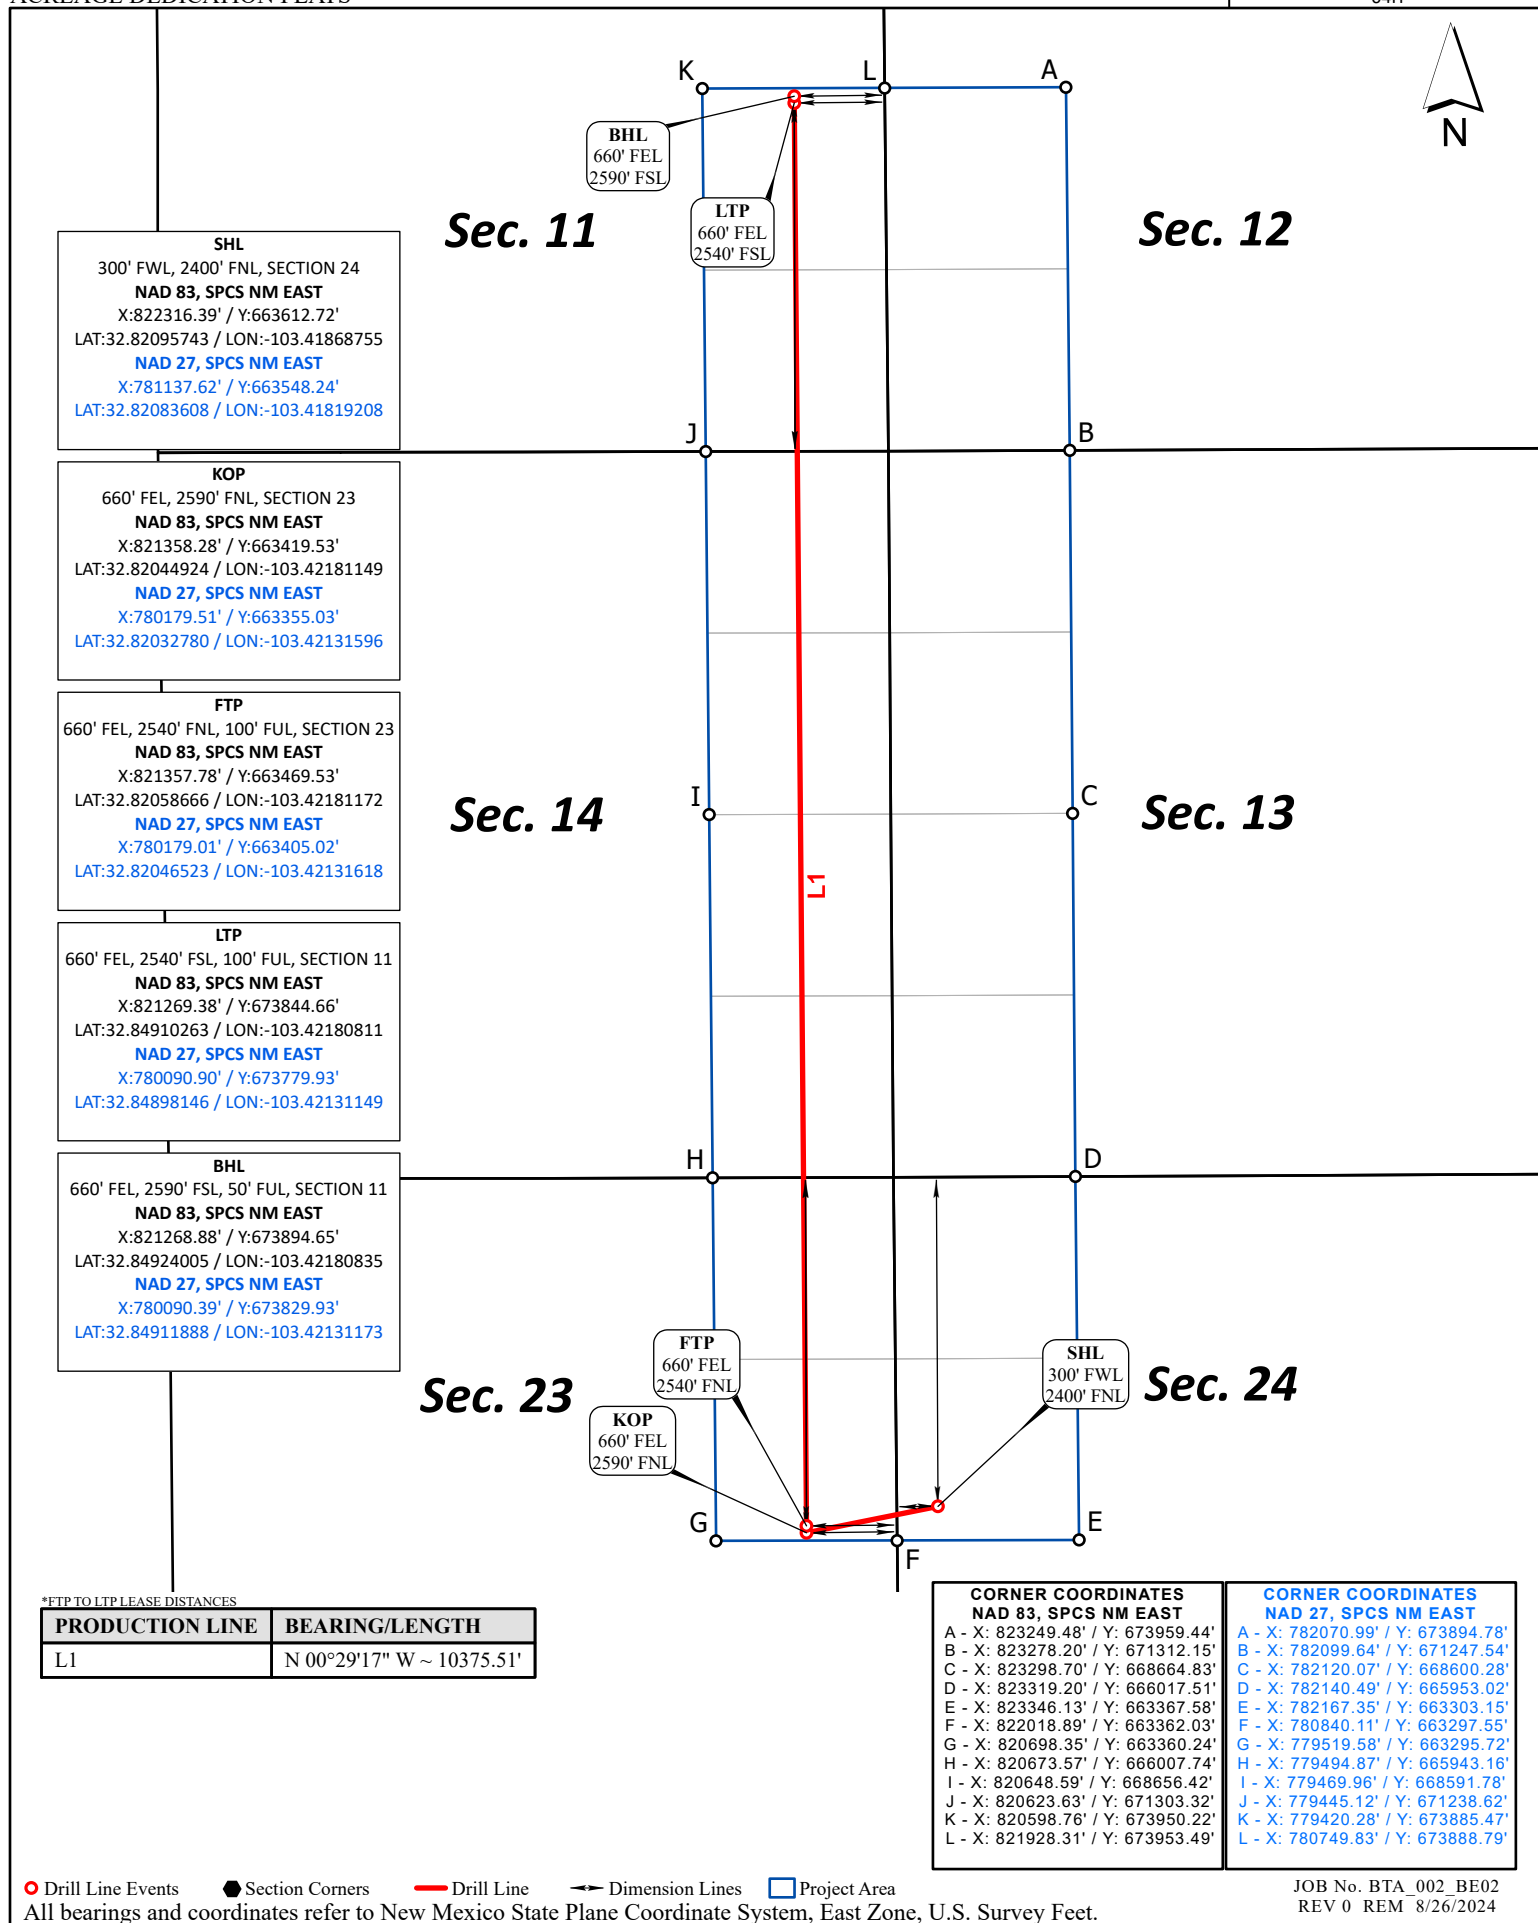 ACREAGE DEDICATION PLATS
K
L
A
N
BHL
660' FEL
2590' FSL
LTP
660' FEL
2540' FSL
Sec. 11
Sec. 12
SHL
300' FWL, 2400' FNL, SECTION 24
NAD 83, SPCS NM EAST
X:822316.39' / Y:663612.72'
LAT:32.82095743 / LON:-103.41868755
NAD 27, SPCS NM EAST
X:781137.62' / Y:663548.24'
LAT:32.82083608 / LON:-103.41819208
J
B
KOP
660' FEL, 2590' FNL, SECTION 23
NAD 83, SPCS NM EAST
X:821358.28' / Y:663419.53'
LAT:32.82044924 / LON:-103.42181149
NAD 27, SPCS NM EAST
X:780179.51' / Y:663355.03'
LAT:32.82032780 / LON:-103.42131596
FTP
660' FEL, 2540' FNL, 100' FUL, SECTION 23
NAD 83, SPCS NM EAST
X:821357.78' / Y:663469.53'
LAT:32.82058666 / LON:-103.42181172
NAD 27, SPCS NM EAST
X:780179.01' / Y:663405.02'
LAT:32.82046523 / LON:-103.42131618
I
C
Sec. 14
Sec. 13
L1
LTP
660' FEL, 2540' FSL, 100' FUL, SECTION 11
NAD 83, SPCS NM EAST
X:821269.38' / Y:673844.66'
LAT:32.84910263 / LON:-103.42180811
NAD 27, SPCS NM EAST
X:780090.90' / Y:673779.93'
LAT:32.84898146 / LON:-103.42131149
H
D
BHL
660' FEL, 2590' FSL, 50' FUL, SECTION 11
NAD 83, SPCS NM EAST
X:821268.88' / Y:673894.65'
LAT:32.84924005 / LON:-103.42180835
NAD 27, SPCS NM EAST
X:780090.39' / Y:673829.93'
LAT:32.84911888 / LON:-103.42131173
FTP
660' FEL
2540' FNL
SHL
300' FWL
2400' FNL
Sec. 23
Sec. 24
KOP
660' FEL
2590' FNL
G
F
E
*FTP TO LTP LEASE DISTANCES
PRODUCTION LINE BEARING/LENGTH
L1 N 00°29'17" W ~ 10375.51'
CORNER COORDINATES
NAD 83, SPCS NM EAST
A - X: 823249.48' / Y: 673959.44'
B - X: 823278.20' / Y: 671312.15'
C - X: 823298.70' / Y: 668664.83'
D - X: 823319.20' / Y: 666017.51'
E - X: 823346.13' / Y: 663367.58'
F - X: 822018.89' / Y: 663362.03'
G - X: 820698.35' / Y: 663360.24'
H - X: 820673.57' / Y: 666007.74'
I - X: 820648.59' / Y: 668656.42'
J - X: 820623.63' / Y: 671303.32'
K - X: 820598.76' / Y: 673950.22'
L - X: 821928.31' / Y: 673953.49'
CORNER COORDINATES
NAD 27, SPCS NM EAST
A - X: 782070.99' / Y: 673894.78'
B - X: 782099.64' / Y: 671247.54'
C - X: 782120.07' / Y: 668600.28'
D - X: 782140.49' / Y: 665953.02'
E - X: 782167.35' / Y: 663303.15'
F - X: 780840.11' / Y: 663297.55'
G - X: 779519.58' / Y: 663295.72'
H - X: 779494.87' / Y: 665943.16'
I - X: 779469.96' / Y: 668591.78'
J - X: 779445.12' / Y: 671238.62'
K - X: 779420.28' / Y: 673885.47'
L - X: 780749.83' / Y: 673888.79'
Drill Line Events Section Corners Drill Line Dimension Lines Project Area
All bearings and coordinates refer to New Mexico State Plane Coordinate System, East Zone, U.S. Survey Feet.
JOB No. BTA_002_BE02
REV 0 REM 8/26/2024